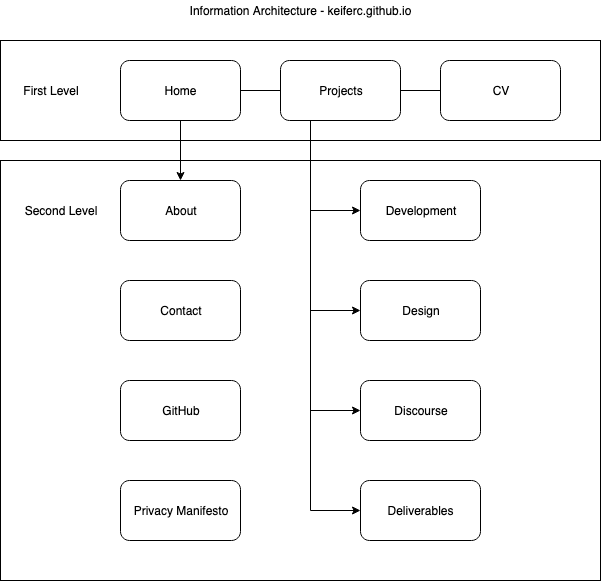 Information Architecture - keiferc.github.io
First Level
Home
Projects
CV
Second Level
About
Development
Contact
Design
GitHub
Discourse
Privacy Manifesto
Deliverables